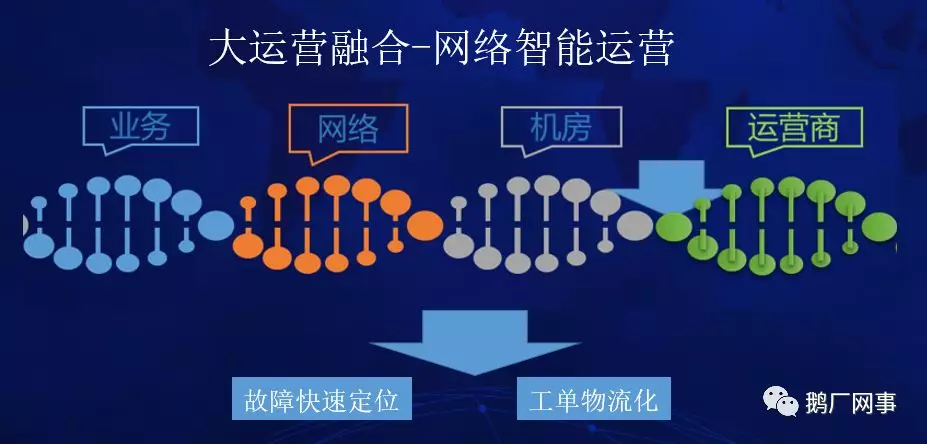 大运营融合-网络智能运营
业务
网络
机房
运营商
故障快速定位
工单物流化
鹅厂网事